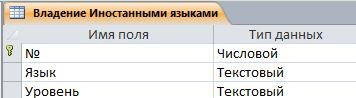 Владение Иностанными языками
Имя поля Тип данных
№ Числовой
Язык Текстовый
Уровень Текстовый